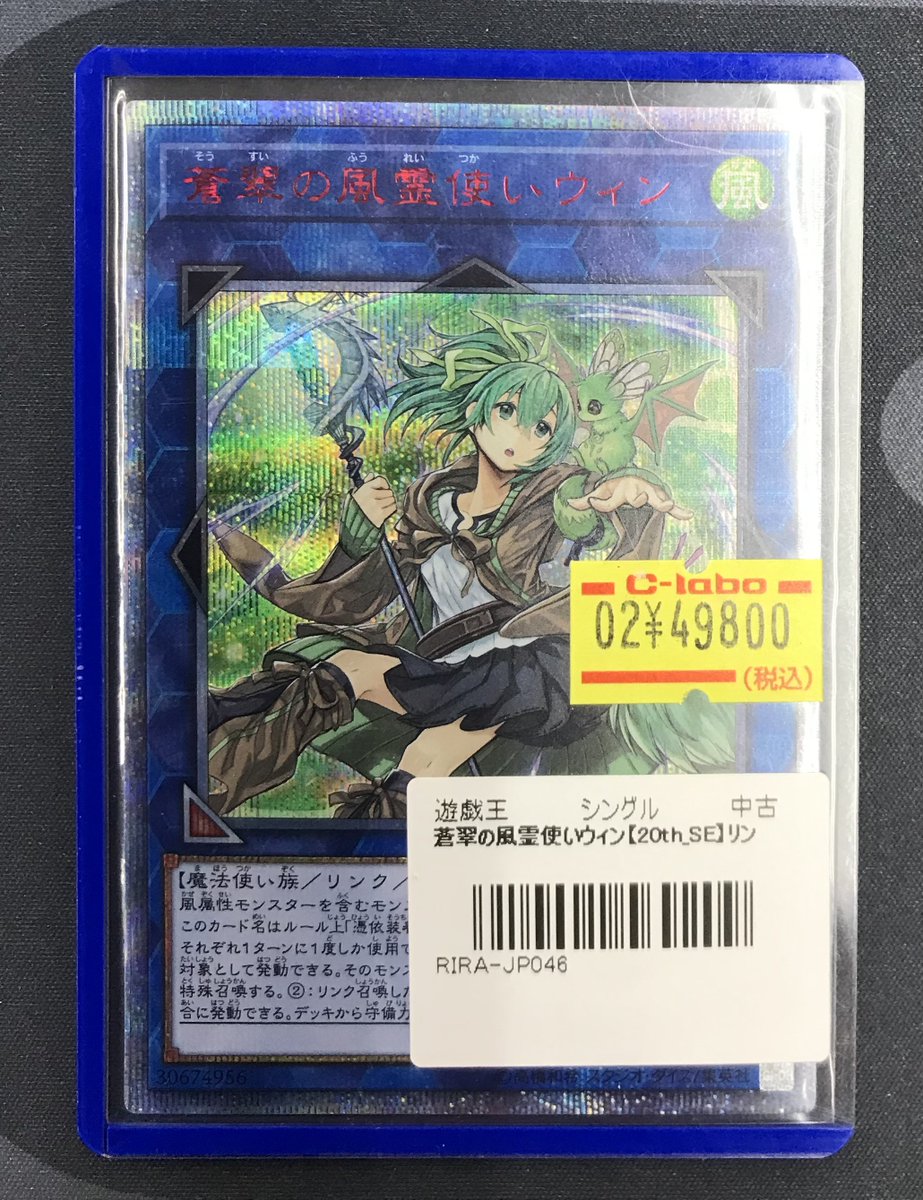 そうすい ふうれいつか
蒼翠の風霊使いウィン 風
C-labo
02¥49800
(税込)
遊戯王 シングル 中古
蒼翠の風霊使いウィン【20th_SE】リン
RIRA-JP046
【魔法使い族/リンク/
風属性モンスターを含むモン
このカード名はルール上「憑依装着
それぞれ1ターンに1度しか使用で
対象として発動できる。そのモンス
特殊召喚する。②:リンク召喚した
合に発動できる。デッキから守備力
30674956
スタジオ・ダイス/集英社